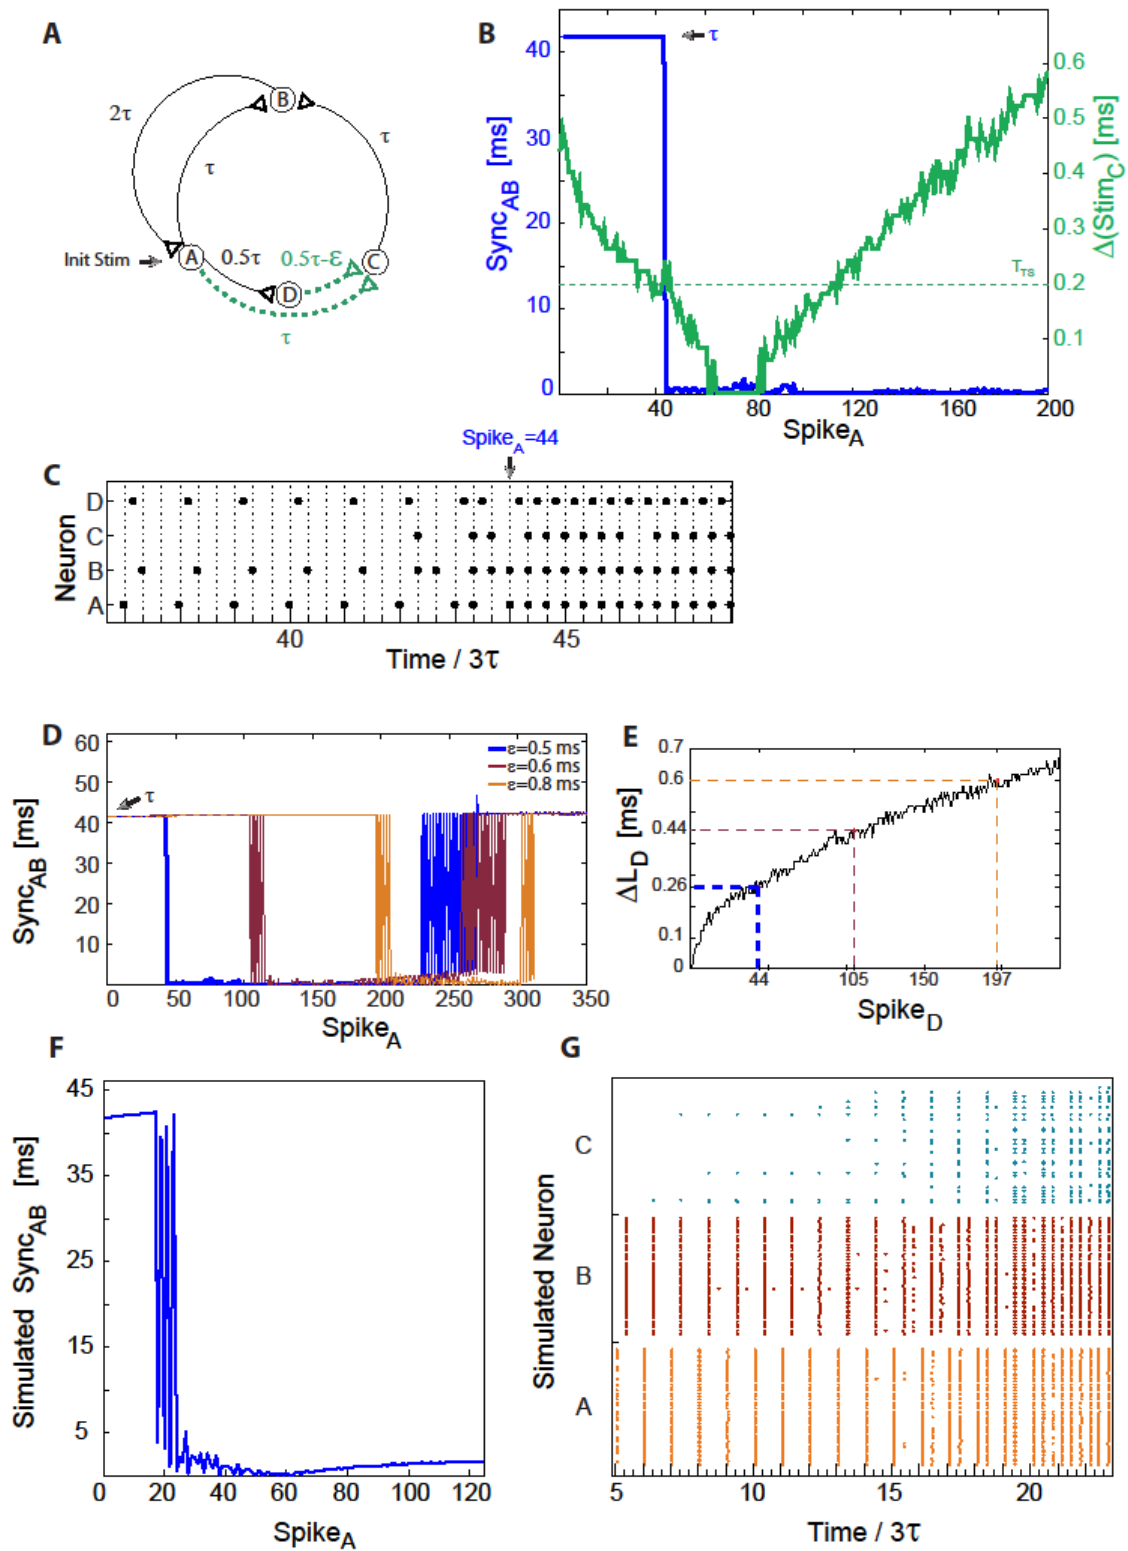 A
B
2τ
τ
τ
Init Stim
A
0.5τ
0.5τ-ε
C
D
τ
B
Sync_AB [ms]
40
30
20
10
0
τ
T_TS
0.6
0.5
0.4
0.3
0.2
0.1
Δ(Stim_C) [ms]
40 80 120 160 200
Spike_A
Spike_A=44
C
Neuron
D
C
B
A
40 45
Time / 3τ
D
Sync_AB [ms]
60
50
40
30
20
10
τ
ε=0.5 ms
ε=0.6 ms
ε=0.8 ms
0 50 100 150 200 250 300 350
Spike_A
E
ΔL_D [ms]
0.7
0.6
0.44
0.26
0.1
0
44 105 150 197
Spike_D
F
Simulated Sync_AB [ms]
45
35
25
15
5
0 20 40 60 80 100 120
Spike_A
G
Simulated Neuron
C
B
A
5 10 15 20
Time / 3τ